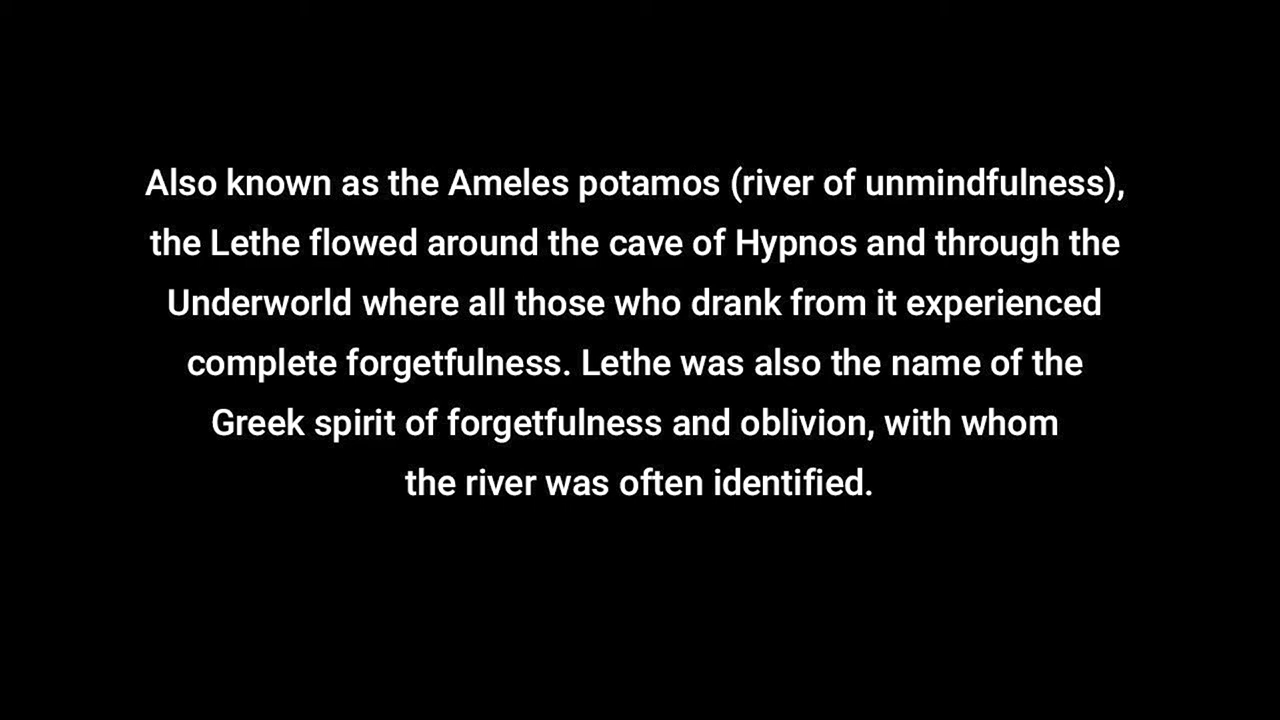 Also known as the Ameles potamos (river of unmindfulness),
the Lethe flowed around the cave of Hypnos and through the
Underworld where all those who drank from it experienced
complete forgetfulness. Lethe was also the name of the
Greek spirit of forgetfulness and oblivion, with whom
the river was often identified.